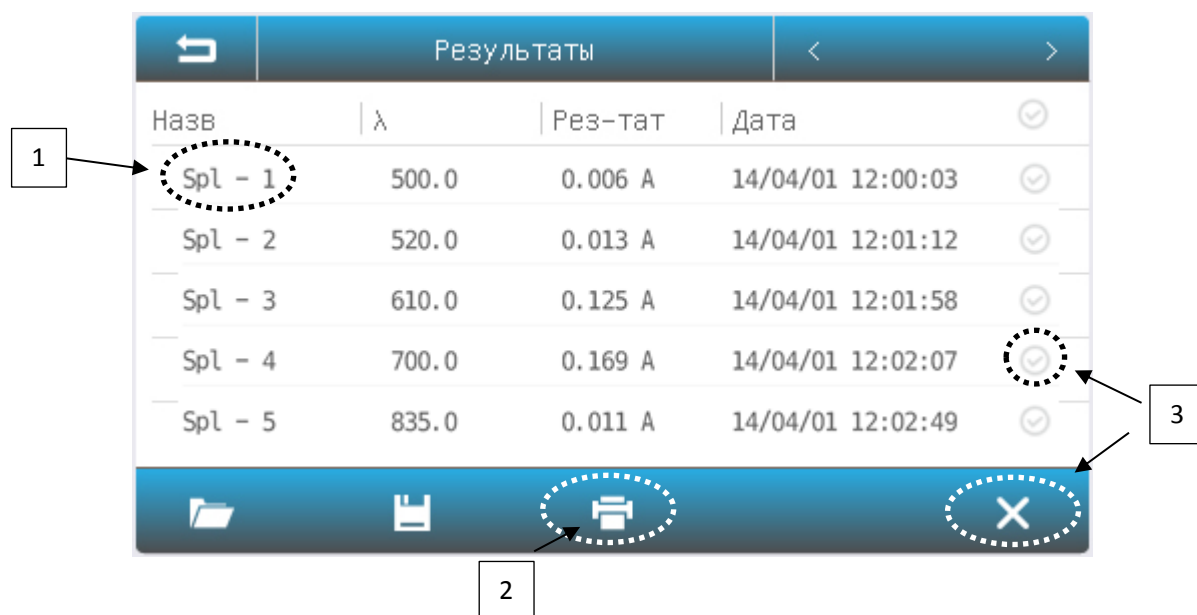 Результаты < >
Назв λ Рез-тат Дата
1
Spl - 1 500.0 0.006 A 14/04/01 12:00:03
Spl - 2 520.0 0.013 A 14/04/01 12:01:12
Spl - 3 610.0 0.125 A 14/04/01 12:01:58
Spl - 4 700.0 0.169 A 14/04/01 12:02:07
3
Spl - 5 835.0 0.011 A 14/04/01 12:02:49
2